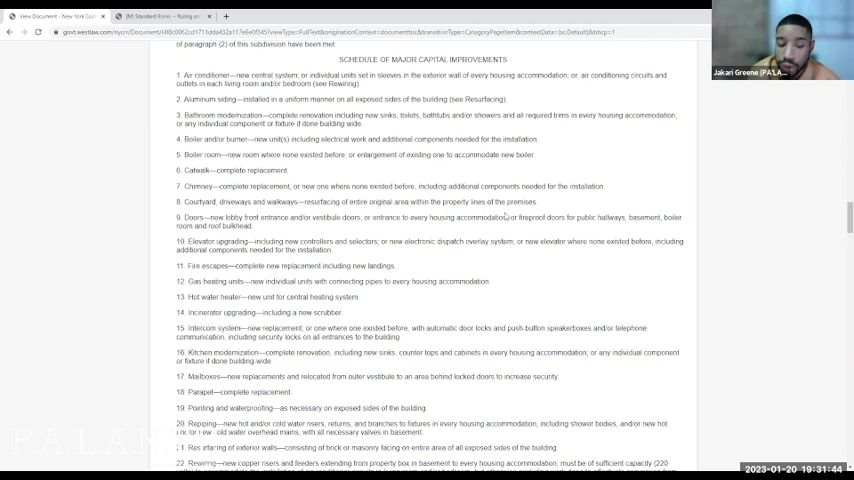 View Document - New York Co
(M) Standard Form -- Ruling on
govt.westlaw.com/nycrr/Document/I4f6c0062cd1711dda432a117e6e0f345?viewType=FullText&originationContext=documenttoc&transitionType=CategoryPageItem&contextData=(sc.Default)&bhcp=1
of paragraph (2) of this subdivision have been met.
SCHEDULE OF MAJOR CAPITAL IMPROVEMENTS
1. Air conditioner—new central system; or individual units set in sleeves in the exterior wall of every housing accommodation; or, air conditioning circuits and
outlets in each living room and/or bedroom (see Rewiring).
2. Aluminum siding—installed in a uniform manner on all exposed sides of the building (see Resurfacing).
3. Bathroom modernization—complete renovation including new sinks, toilets, bathtubs and/or showers and all required trims in every housing accommodation,
or any individual component or fixture if done building wide.
4. Boiler and/or burner—new unit(s) including electrical work and additional components needed for the installation.
5. Boiler room—new room where none existed before; or enlargement of existing one to accommodate new boiler.
6. Catwalk—complete replacement.
7. Chimney—complete replacement, or new one where none existed before, including additional components needed for the installation.
8. Courtyard, driveways and walkways—resurfacing of entire original area within the property lines of the premises.
9. Doors—new lobby front entrance and/or vestibule doors, or entrance to every housing accommodation, or fireproof doors for public hallways, basement, boiler
room and roof bulkhead.
10. Elevator upgrading—including new controllers and selectors; or new electronic dispatch overlay system; or new elevator where none existed before, including
additional components needed for the installation.
11. Fire escapes—complete new replacement including new landings.
12. Gas heating units—new individual units with connecting pipes to every housing accommodation.
13. Hot water heater—new unit for central heating system.
14. Incinerator upgrading—including a new scrubber.
15. Intercom system—new replacement; or one where one existed before, with automatic door locks and push-button speakerboxes and/or telephone
communication, including security locks on all entrances to the building.
16. Kitchen modernization—complete renovation, including new sinks, counter tops and cabinets in every housing accommodation; or any individual component
or fixture if done building-wide.
17. Mailboxes—new replacements and relocated from outer vestibule to an area behind locked doors to increase security.
18. Parapet—complete replacement.
19. Pointing and waterproofing—as necessary on exposed sides of the building.
20. Repiping—new hot and/or cold water risers, returns, and branches to fixtures in every housing accommodation, including shower bodies, and/or new hot
and/or new cold water overhead mains, with all necessary valves in basement.
21. Resurfacing of exterior walls—consisting of brick or masonry facing on entire area of all exposed sides of the building.
22. Rewiring—new copper risers and feeders extending from property box in basement to every housing accommodation; must be of sufficient capacity (220
Jakari Greene [PA'LA...
P.A'L.A.N
2023-01-20 19:31:44